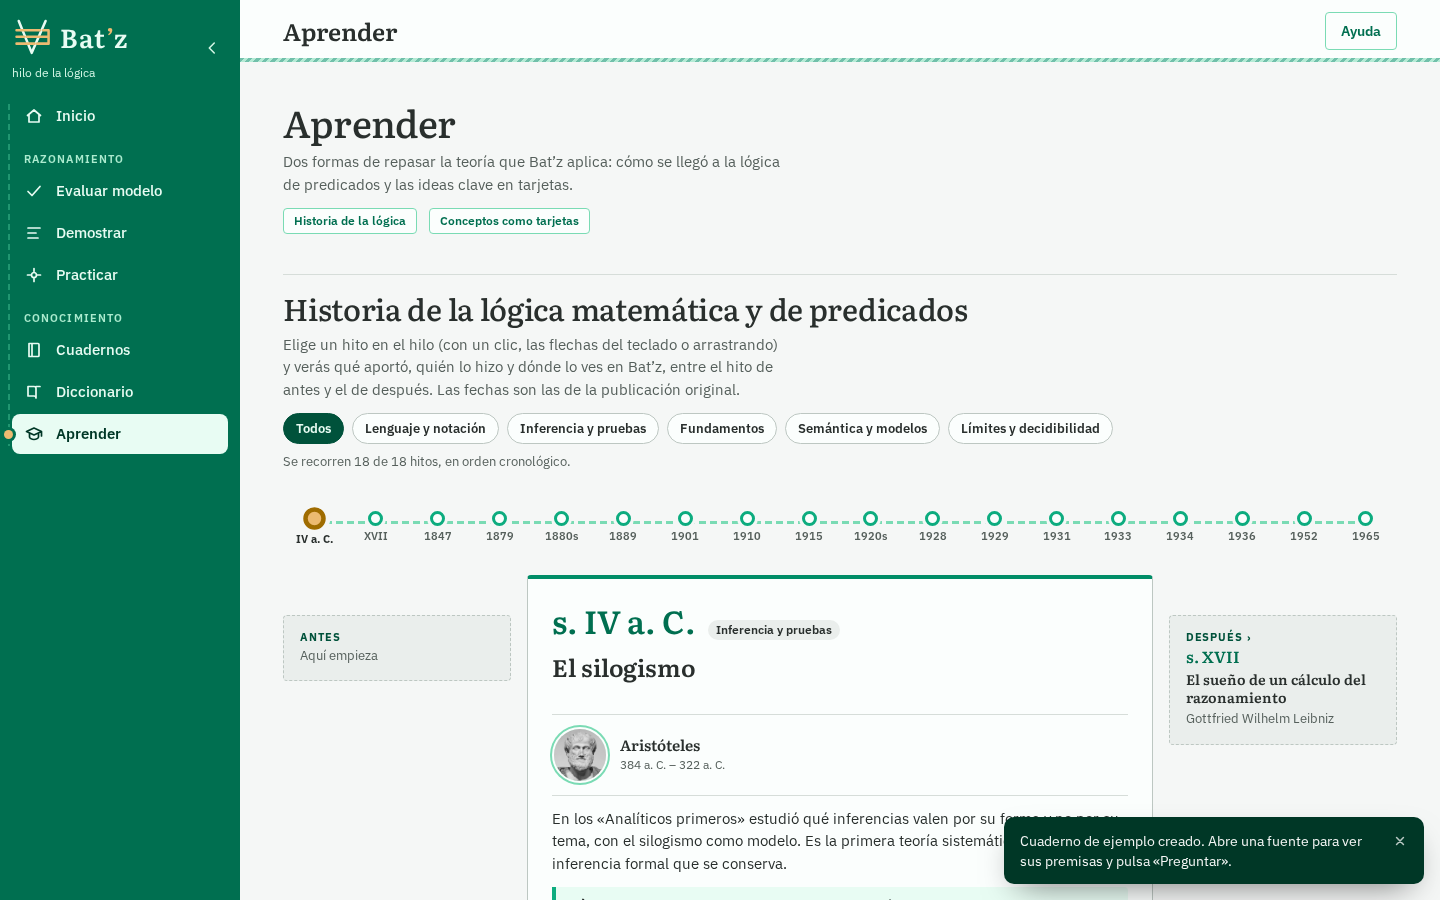 Bat’z
hilo de la lógica
Inicio
RAZONAMIENTO
Evaluar modelo
Demostrar
Practicar
CONOCIMIENTO
Cuadernos
Diccionario
Aprender
Aprender
Ayuda
Aprender
Dos formas de repasar la teoría que Bat’z aplica: cómo se llegó a la lógica
de predicados y las ideas clave en tarjetas.
Historia de la lógica
Conceptos como tarjetas
Historia de la lógica matemática y de predicados
Elige un hito en el hilo (con un clic, las flechas del teclado o arrastrando)
y verás qué aportó, quién lo hizo y dónde lo ves en Bat’z, entre el hito de
antes y el de después. Las fechas son las de la publicación original.
Todos
Lenguaje y notación
Inferencia y pruebas
Fundamentos
Semántica y modelos
Límites y decidibilidad
Se recorren 18 de 18 hitos, en orden cronológico.
IV a. C. XVII 1847 1879 1880s 1889 1901 1910 1915 1920s 1928 1929 1931 1933 1934 1936 1952 1965
ANTES
Aquí empieza
s. IV a. C.
Inferencia y pruebas
El silogismo
Aristóteles
384 a. C. – 322 a. C.
En los «Analíticos primeros» estudió qué inferencias valen por su
tema, con el silogismo como modelo. Es la primera teoría
inferencia formal que se conserva.
DESPUÉS ›
s. XVII
El sueño de un cálculo del
razonamiento
Gottfried Wilhelm Leibniz
Cuaderno de ejemplo creado. Abre una fuente para ver
sus premisas y pulsa «Preguntar».